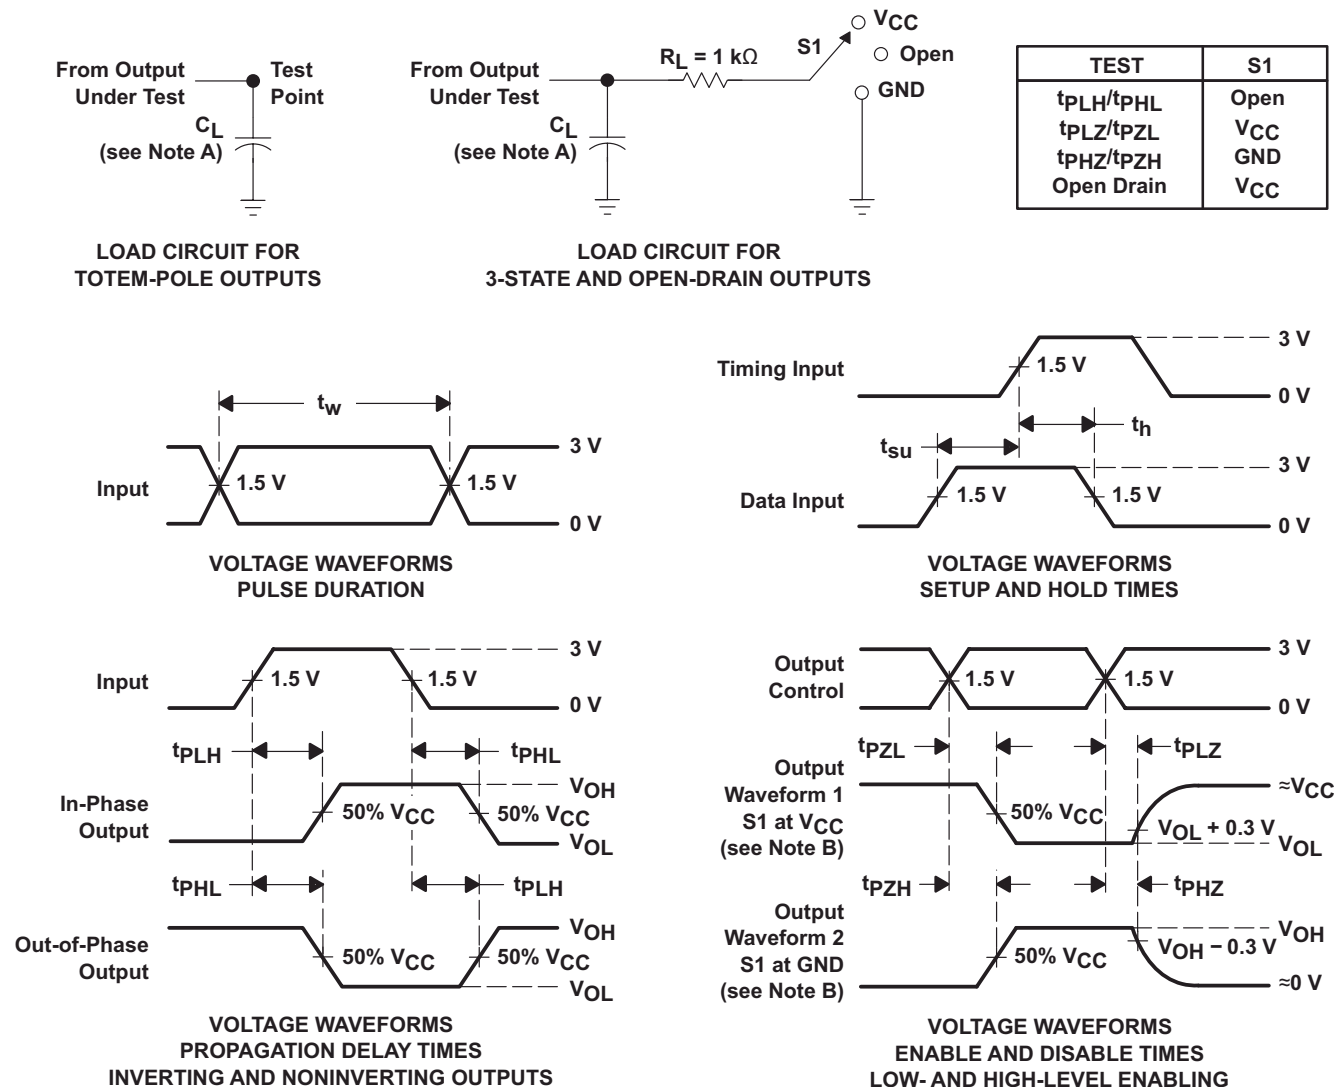 From Output
Under Test
Test
Point
CL
(see Note A)
LOAD CIRCUIT FOR
TOTEM-POLE OUTPUTS
From Output
Under Test
RL = 1 kΩ
S1
VCC
Open
GND
CL
(see Note A)
LOAD CIRCUIT FOR
3-STATE AND OPEN-DRAIN OUTPUTS
TEST S1
tPLH/tPHL Open
tPLZ/tPZL VCC
tPHZ/tPZH GND
Open Drain VCC
tw
Input
3 V
1.5 V 1.5 V
0 V
VOLTAGE WAVEFORMS
PULSE DURATION
Timing Input
3 V
1.5 V
0 V
th
tsu
Data Input
3 V
1.5 V 1.5 V
0 V
VOLTAGE WAVEFORMS
SETUP AND HOLD TIMES
Input
3 V
1.5 V 1.5 V
0 V
tPLH tPHL
In-Phase
Output
VOH
50% VCC 50% VCC
VOL
tPHL tPLH
Out-of-Phase
Output
VOH
50% VCC 50% VCC
VOL
VOLTAGE WAVEFORMS
PROPAGATION DELAY TIMES
INVERTING AND NONINVERTING OUTPUTS
Output
Control
3 V
1.5 V 1.5 V
0 V
tPZL tPLZ
Output
Waveform 1
S1 at VCC
(see Note B)
≈VCC
50% VCC
VOL + 0.3 V
VOL
tPZH tPHZ
Output
Waveform 2
S1 at GND
(see Note B)
VOH
50% VCC
VOH − 0.3 V
≈0 V
VOLTAGE WAVEFORMS
ENABLE AND DISABLE TIMES
LOW- AND HIGH-LEVEL ENABLING